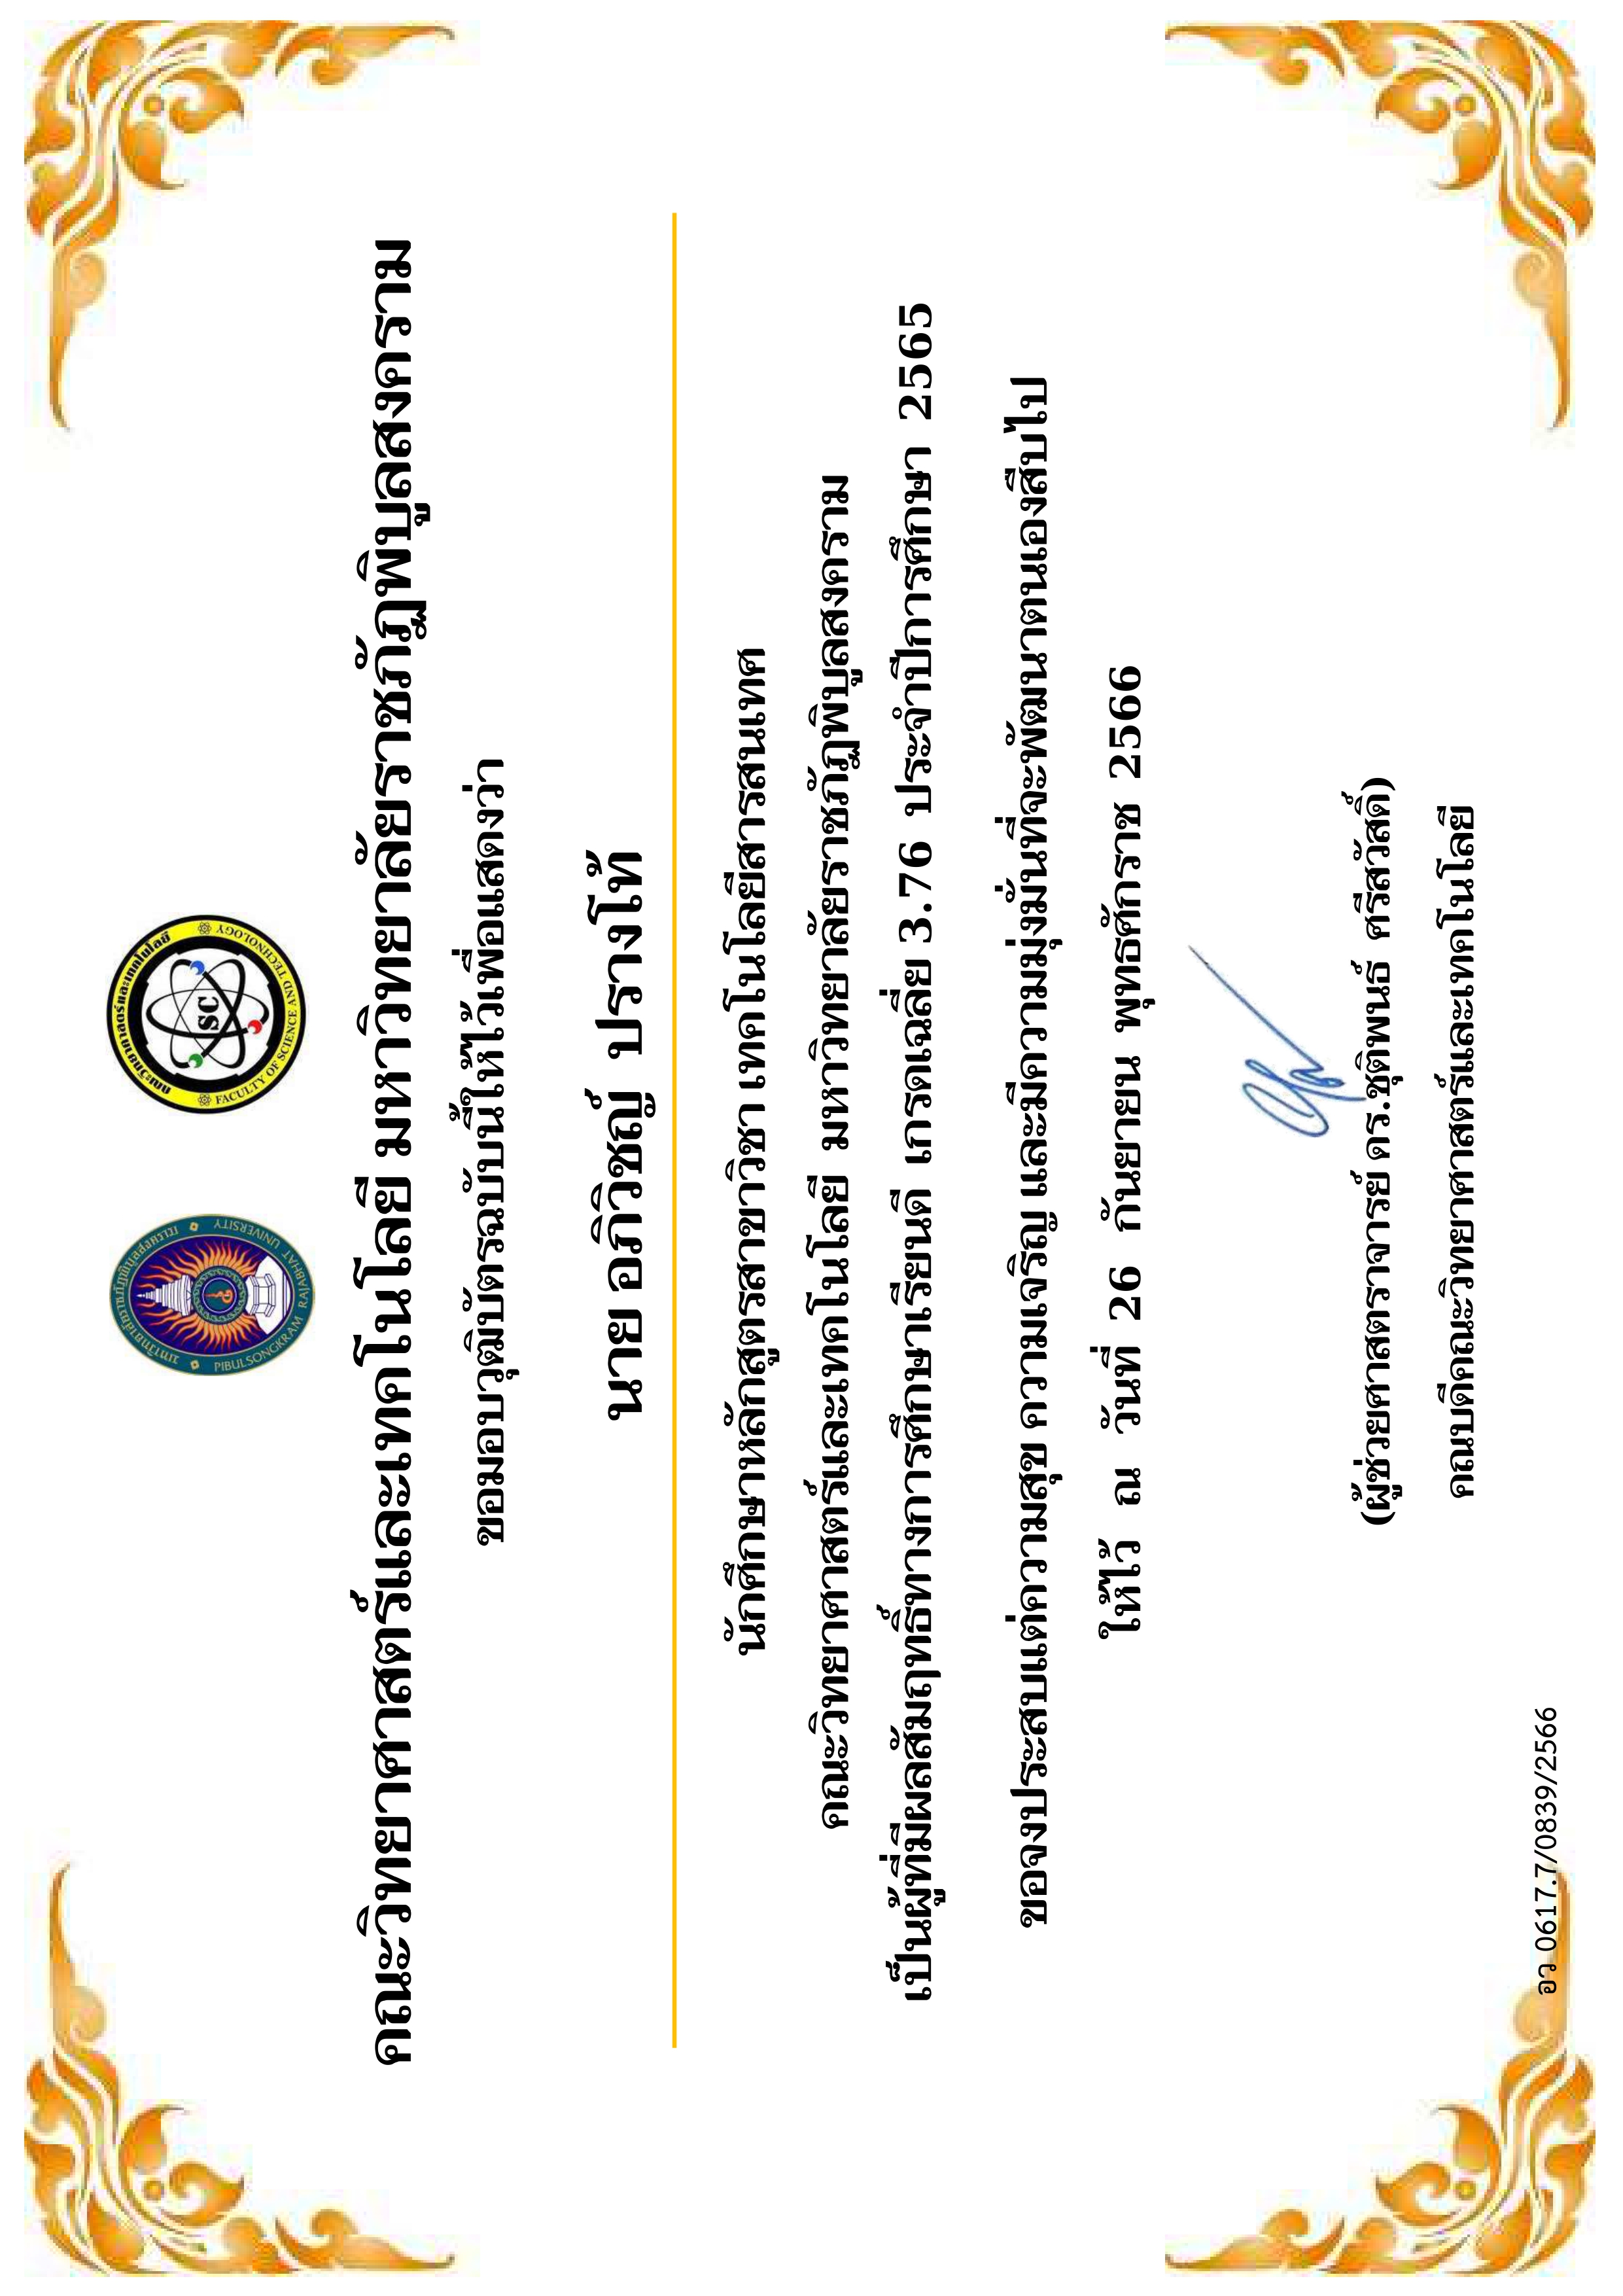 มหาวิทยาลัยราชภัฏพิบูลสงคราม
PIBULSONGKRAM RAJABHAT UNIVERSITY
คณะวิทยาศาสตร์และเทคโนโลยี
SC
FACULTY OF SCIENCE AND TECHNOLOGY
คณะวิทยาศาสตร์และเทคโนโลยี มหาวิทยาลัยราชภัฏพิบูลสงคราม
ขอมอบวุฒิบัตรฉบับนี้ให้ไว้เพื่อแสดงว่า
นาย อภิวิชญ์ ปรางโท้
นักศึกษาหลักสูตรสาขาวิชา เทคโนโลยีสารสนเทศ
คณะวิทยาศาสตร์และเทคโนโลยี มหาวิทยาลัยราชภัฏพิบูลสงคราม
เป็นผู้ที่มีผลสัมฤทธิ์ทางการศึกษาเรียนดี เกรดเฉลี่ย 3.76 ประจำปีการศึกษา 2565
ขอจงประสบแต่ความสุข ความเจริญ และมีความมุ่งมั่นที่จะพัฒนาตนเองสืบไป
ให้ไว้ ณ วันที่ 26 กันยายน พุทธศักราช 2566
(ผู้ช่วยศาสตราจารย์ ดร.ชุติพนธ์ ศรีสวัสดิ์)
คณบดีคณะวิทยาศาสตร์และเทคโนโลยี
อว 0617.7/0839/2566